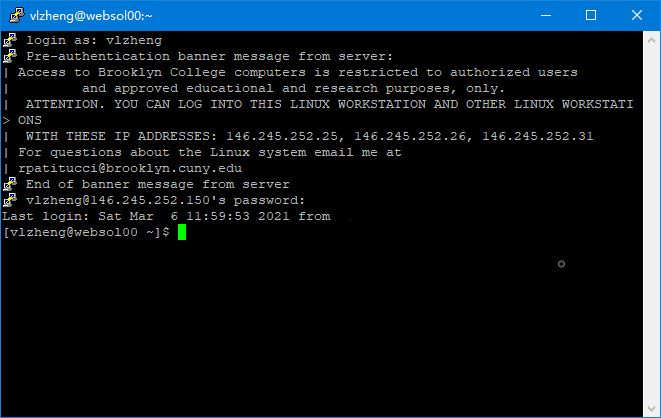 vlzheng@websol00:~
login as: vlzheng
Pre-authentication banner message from server:
| Access to Brooklyn College computers is restricted to authorized users
|         and approved educational and research purposes, only.
|  ATTENTION. YOU CAN LOG INTO THIS LINUX WORKSTATION AND OTHER LINUX WORKSTATI
> ONS
|  WITH THESE IP ADDRESSES: 146.245.252.25, 146.245.252.26, 146.245.252.31
| For questions about the Linux system email me at
| rpatitucci@brooklyn.cuny.edu
End of banner message from server
vlzheng@146.245.252.150's password:
Last login: Sat Mar  6 11:59:53 2021 from
[vlzheng@websol00 ~]$